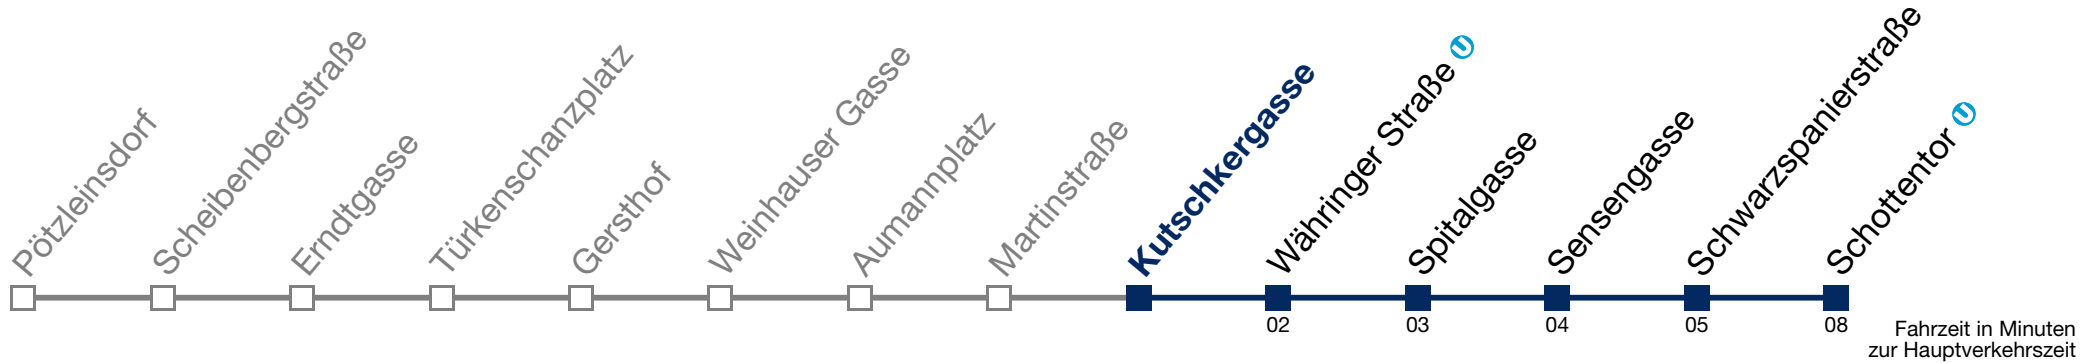 Pötzleinsdorf
Scheibenbergstraße
Erndtgasse
Türkenschanzplatz
Gersthof
Weinhauser Gasse
Aumannplatz
Martinstraße
Kutschkergasse
Währinger Straße U
Spitalgasse
Sensengasse
Schwarzspanierstraße
Schottentor U
02 03 04 05 08
Fahrzeit in Minuten
zur Hauptverkehrszeit